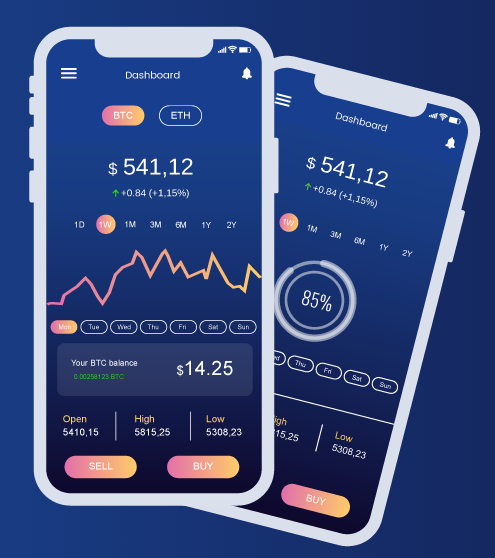 Dashboard
BTC ETH
$ 541,12
+0.84 (+1,15%)
1D 1W 1M 3M 6M 1Y 2Y
Mon Tue Wed Thu Fri Sat Sun
Your BTC balance
0.00258123 BTC
$14.25
Open High Low
5410,15 5815,25 5308,23
SELL BUY
Dashboard
$ 541,12
+0.84 (+1,15%)
1W 1M 3M 6M 1Y 2Y
85%
ed Thu Fri Sat Sun
igh Low
15,25 5308,23
BUY